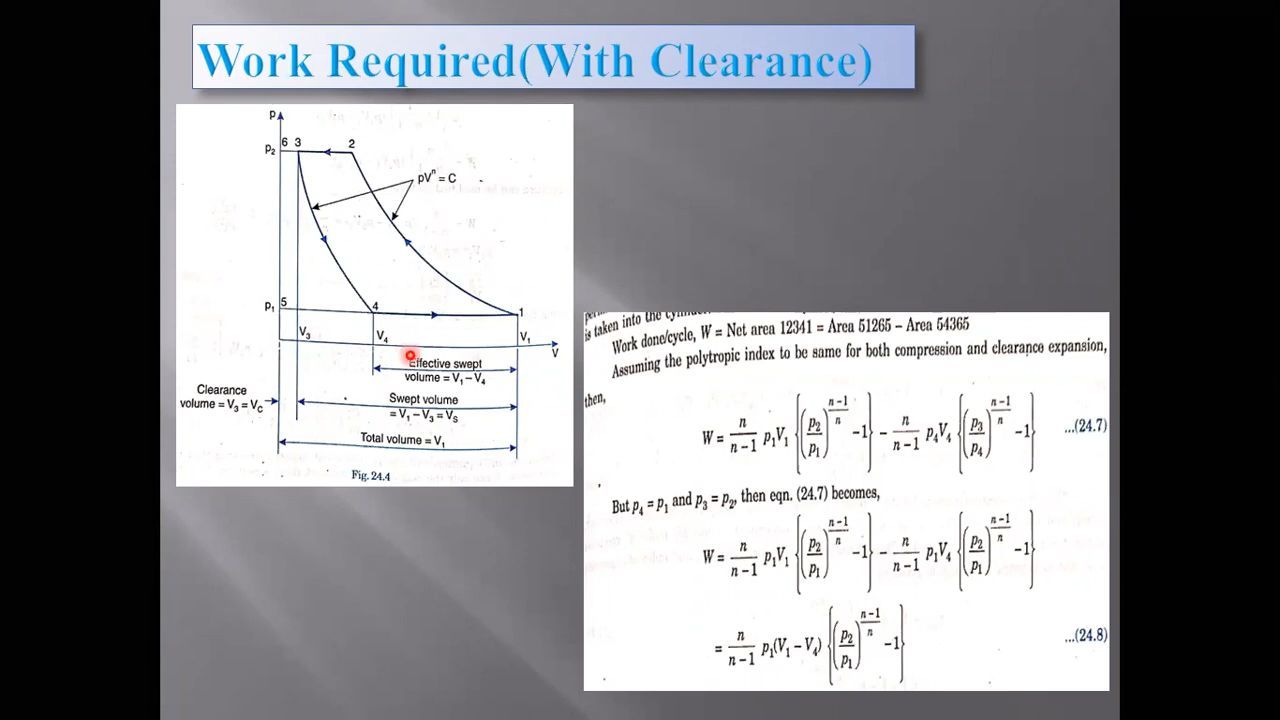 Work Required(With Clearance)
p
p₂
6 3
2
pVⁿ = C
p₁
5
4
1
V₃
V₄
V₁
V
Effective swept
volume = V₁ – V₄
Clearance
volume = V₃ = V_C
Swept volume
= V₁ – V₃ = V_S
Total volume = V₁
Fig. 24.4
is taken into the
Work done/cycle, W = Net area 12341 = Area 51265 – Area 54365
Assuming the polytropic index to be same for both compression and clearance expansion,
then,
W = n/(n–1) p₁V₁ {(p₂/p₁)^((n–1)/n) – 1} – n/(n–1) p₄V₄ {(p₃/p₄)^((n–1)/n) – 1} ...(24.7)
But p₄ = p₁ and p₃ = p₂, then eqn. (24.7) becomes,
W = n/(n–1) p₁V₁ {(p₂/p₁)^((n–1)/n) – 1} – n/(n–1) p₁V₄ {(p₂/p₁)^((n–1)/n) – 1}
= n/(n–1) p₁(V₁ – V₄) {(p₂/p₁)^((n–1)/n) – 1} ...(24.8)